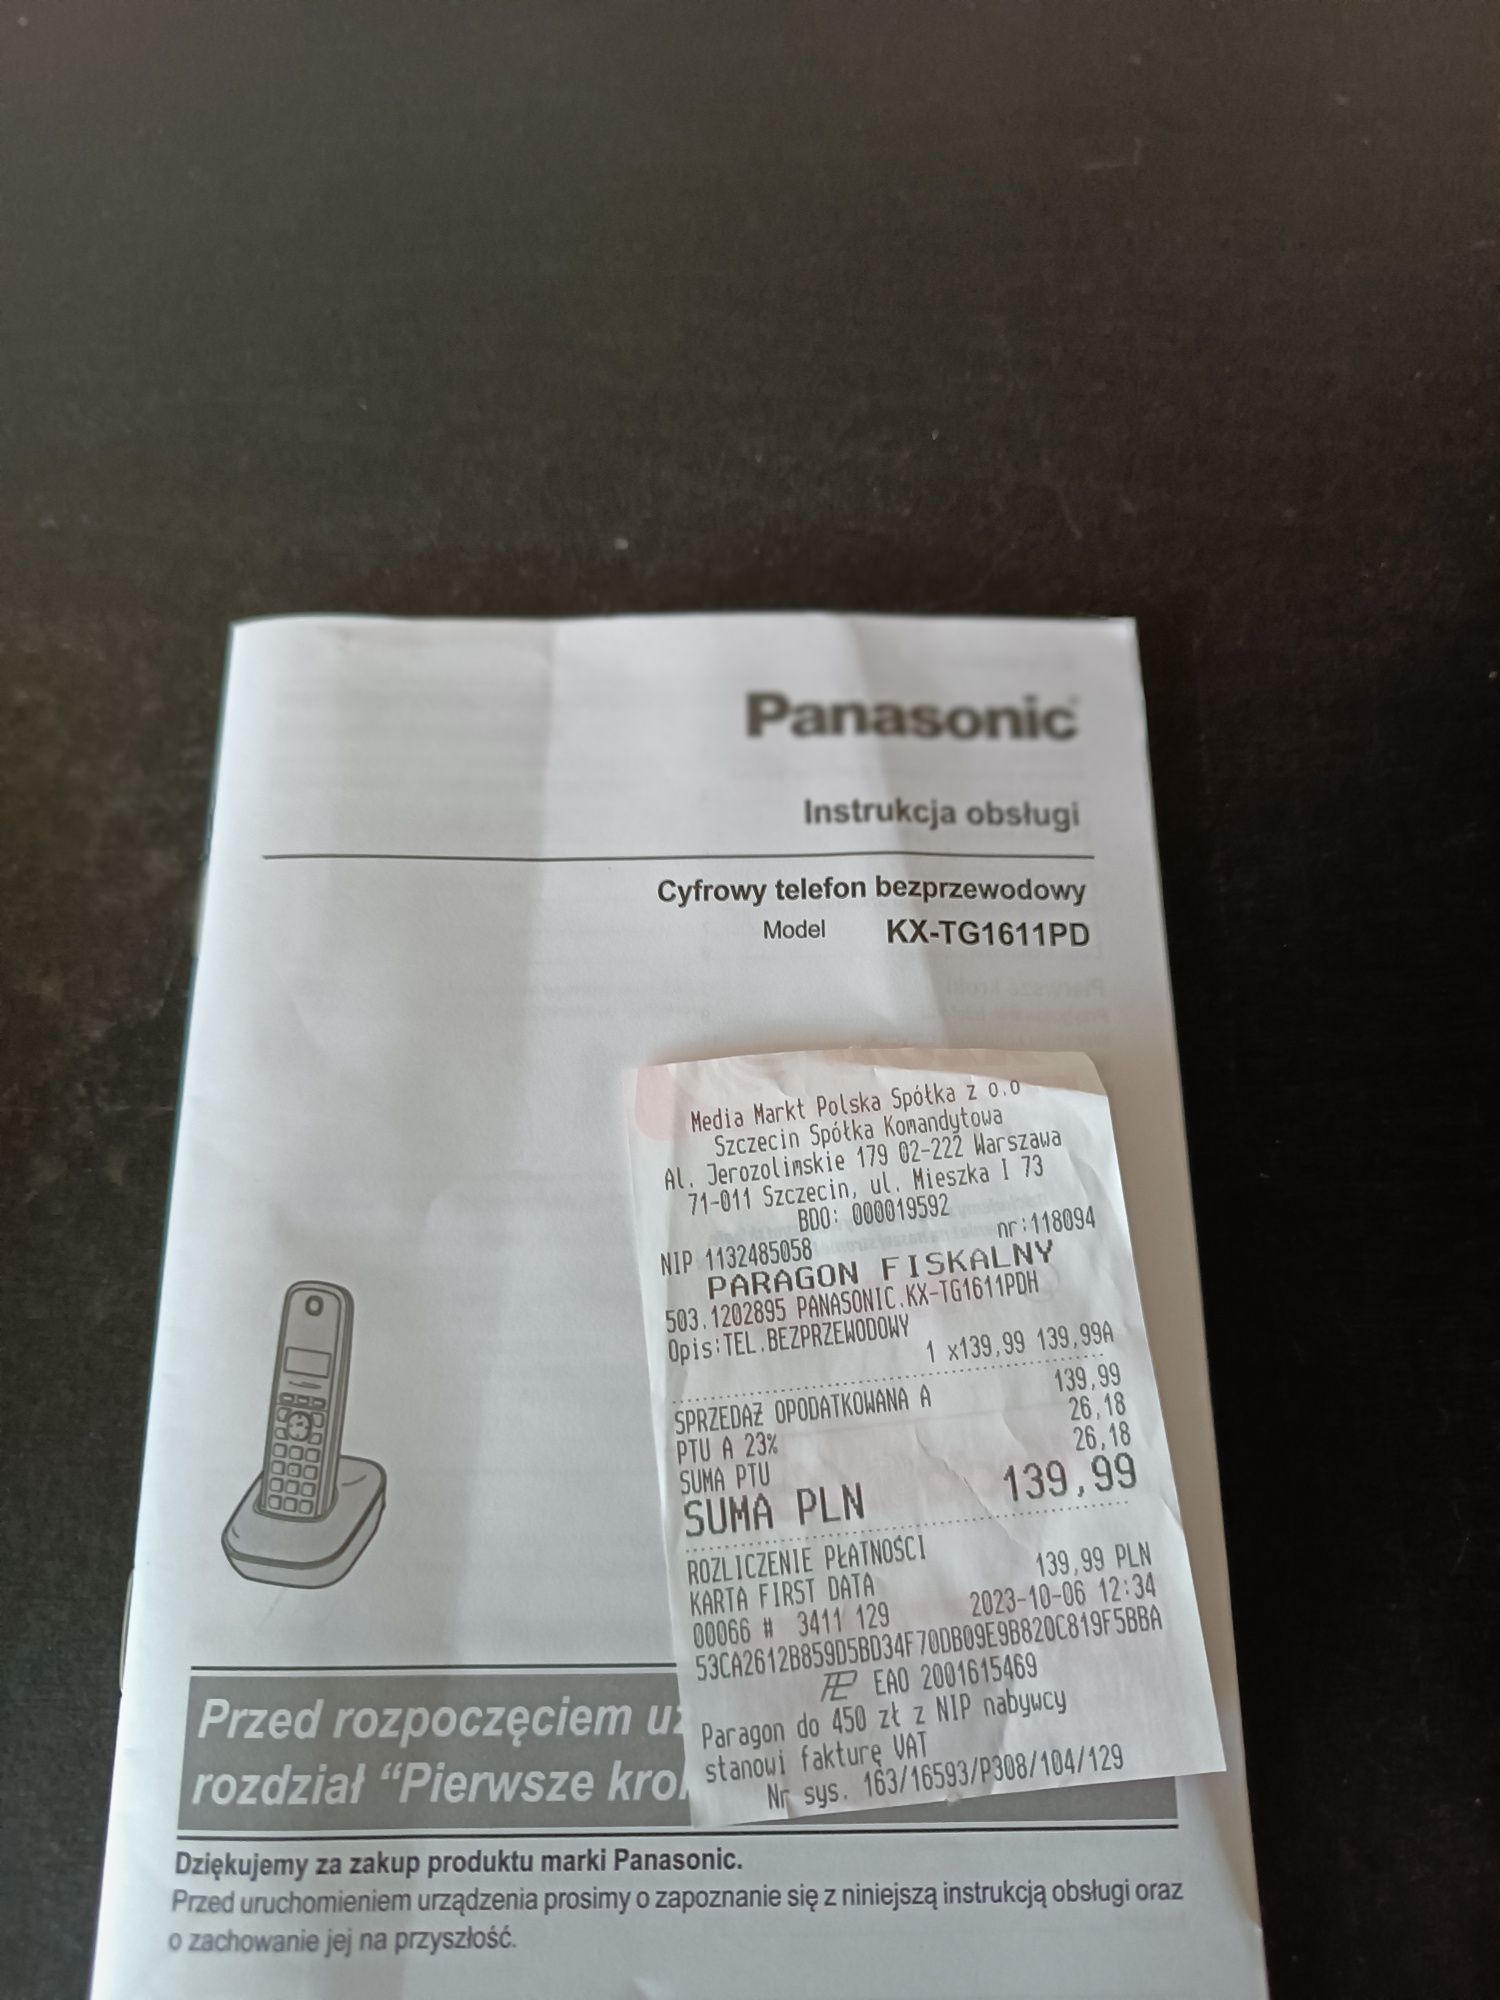 Panasonic
Instrukcja obsługi
Cyfrowy telefon bezprzewodowy
Model KX-TG1611PD
Media Markt Polska Spółka z o.o
Szczecin Spółka Komandytowa
Al. Jerozolimskie 179 02-222 Warszawa
71-011 Szczecin, ul. Mieszka I 73
BDO: 000019592
NIP 1132485058 nr:118094
PARAGON FISKALNY
503.1202895 PANASONIC.KX-TG1611PDH
Opis:TEL.BEZPRZEWODOWY
1 x139,99 139,99A
SPRZEDAŻ OPODATKOWANA A 139,99
PTU A 23% 26,18
SUMA PTU 26,18
SUMA PLN 139,99
ROZLICZENIE PŁATNOŚCI
KARTA FIRST DATA 139,99 PLN
00066 # 3411 129 2023-10-06 12:34
53CA2612B859D5BD34F70DB09E9B820C819F5BBA
EAO 2001615469
Paragon do 450 zł z NIP nabywcy
stanowi fakturę VAT
Nr sys. 163/16593/P308/104/129
Przed rozpoczęciem
rozdział “Pierwsze
Dziękujemy za zakup produktu marki Panasonic.
Przed uruchomieniem urządzenia prosimy o zapoznanie się z niniejszą instrukcją obsługi oraz
o zachowanie jej na przyszłość.